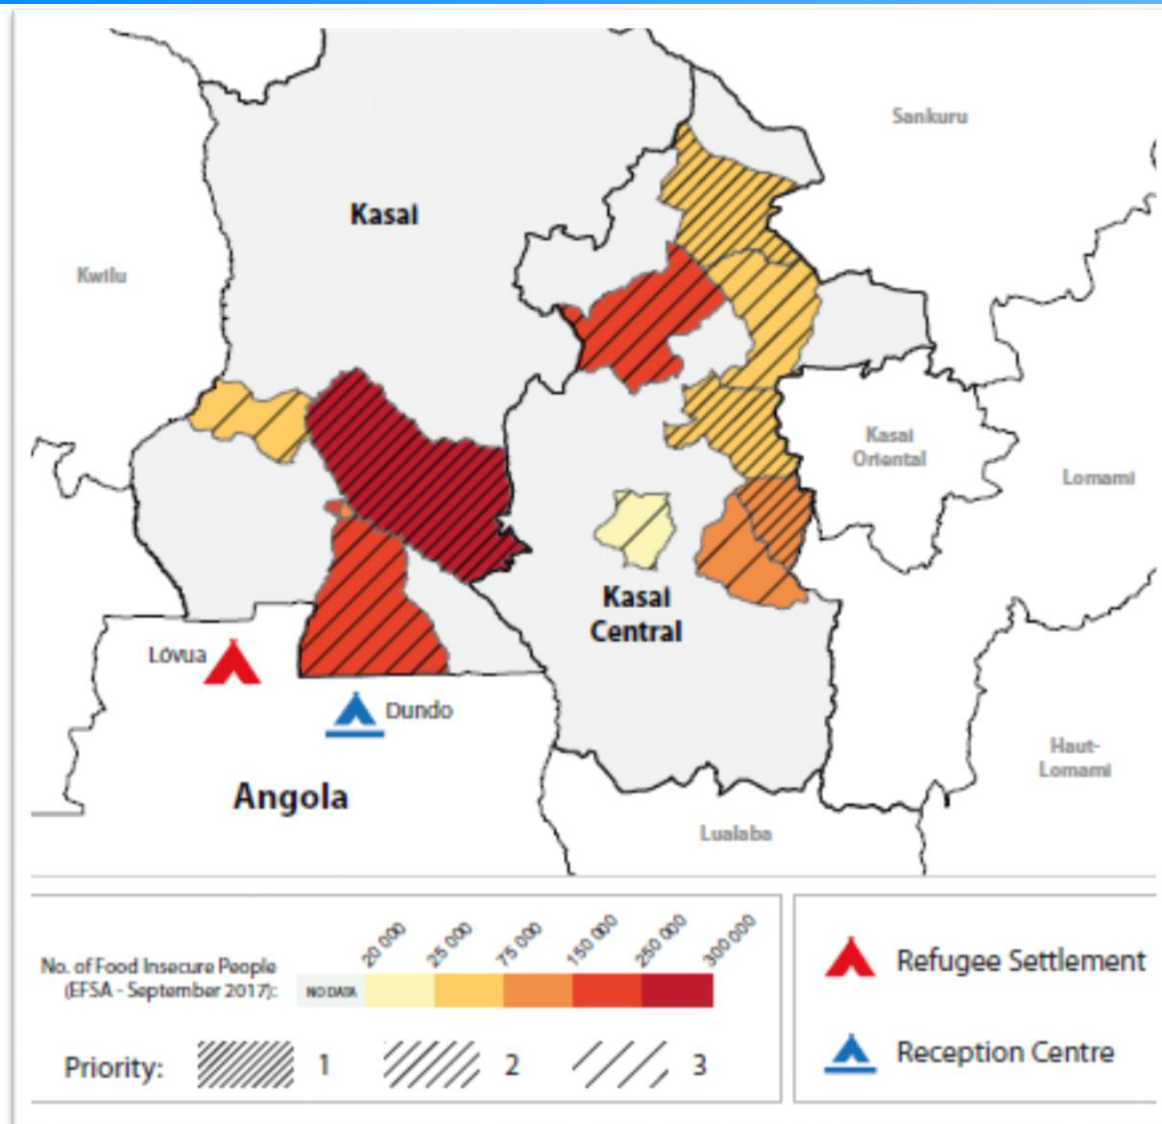 Sankuru
Kasai
Kwilu
Kasai
Oriental
Lomami
Kasai
Central
Lóvua
Dundo
Angola
Haut-
Lomami
Lualaba
20 000
25 000
75 000
150 000
250 000
300 000
No. of Food Insecure People
(EFSA - September 2017):
NO DATA
Priority:
1
2
3
Refugee Settlement
Reception Centre